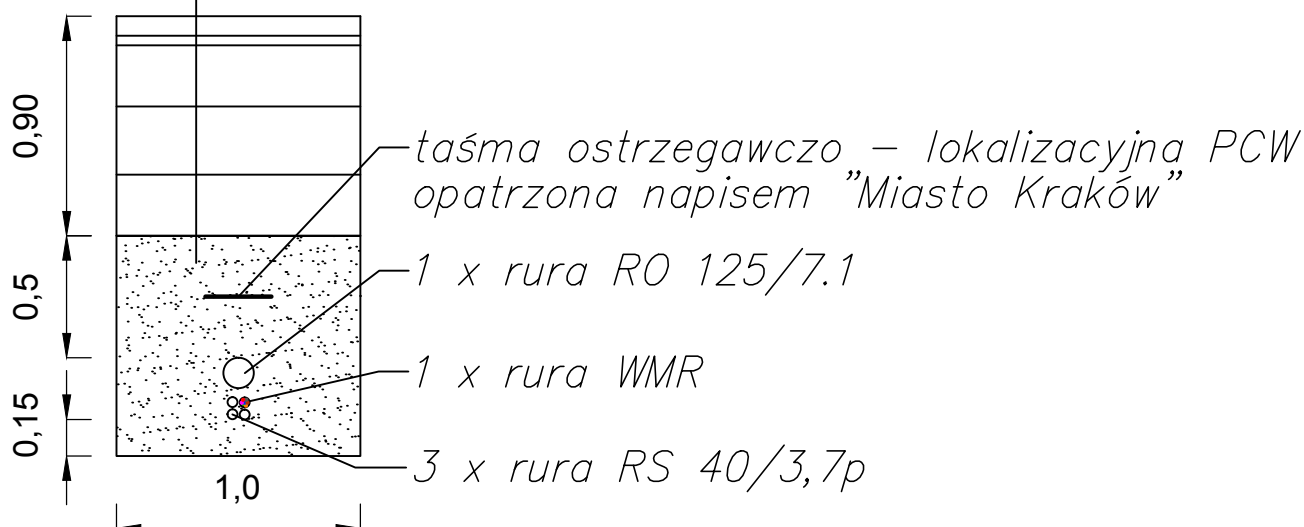 0,90
taśma ostrzegawczo – lokalizacyjna PCW
opatrzona napisem ”Miasto Kraków”
0,5
1 x rura RO 125/7.1
1 x rura WMR
0,15
3 x rura RS 40/3,7p
1,0